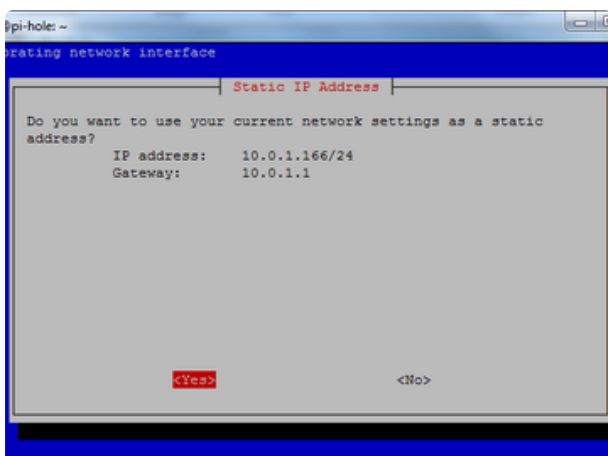 @pi-hole: ~
network interface
Static IP Address
Do you want to use your current network settings as a static
address?
IP address: 10.0.1.166/24
Gateway: 10.0.1.1
<Yes> <No>